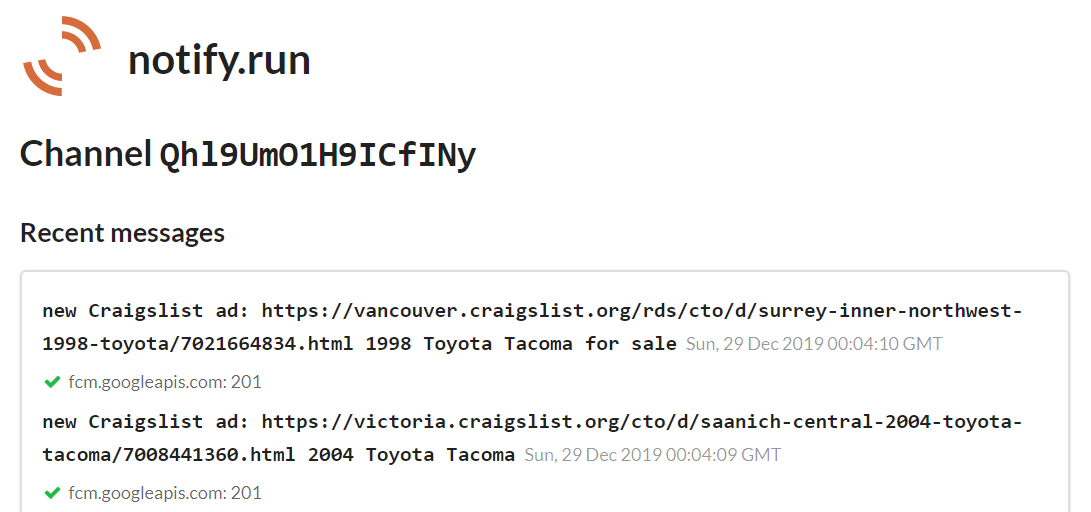 notify.run
Channel Qhl9UmO1H9ICfINy
Recent messages
new Craigslist ad: https://vancouver.craigslist.org/rds/cto/d/surrey-inner-northwest-
1998-toyota/7021664834.html 1998 Toyota Tacoma for sale Sun, 29 Dec 2019 00:04:10 GMT
fcm.googleapis.com: 201
new Craigslist ad: https://victoria.craigslist.org/cto/d/saanich-central-2004-toyota-
tacoma/7008441360.html 2004 Toyota Tacoma Sun, 29 Dec 2019 00:04:09 GMT
fcm.googleapis.com: 201